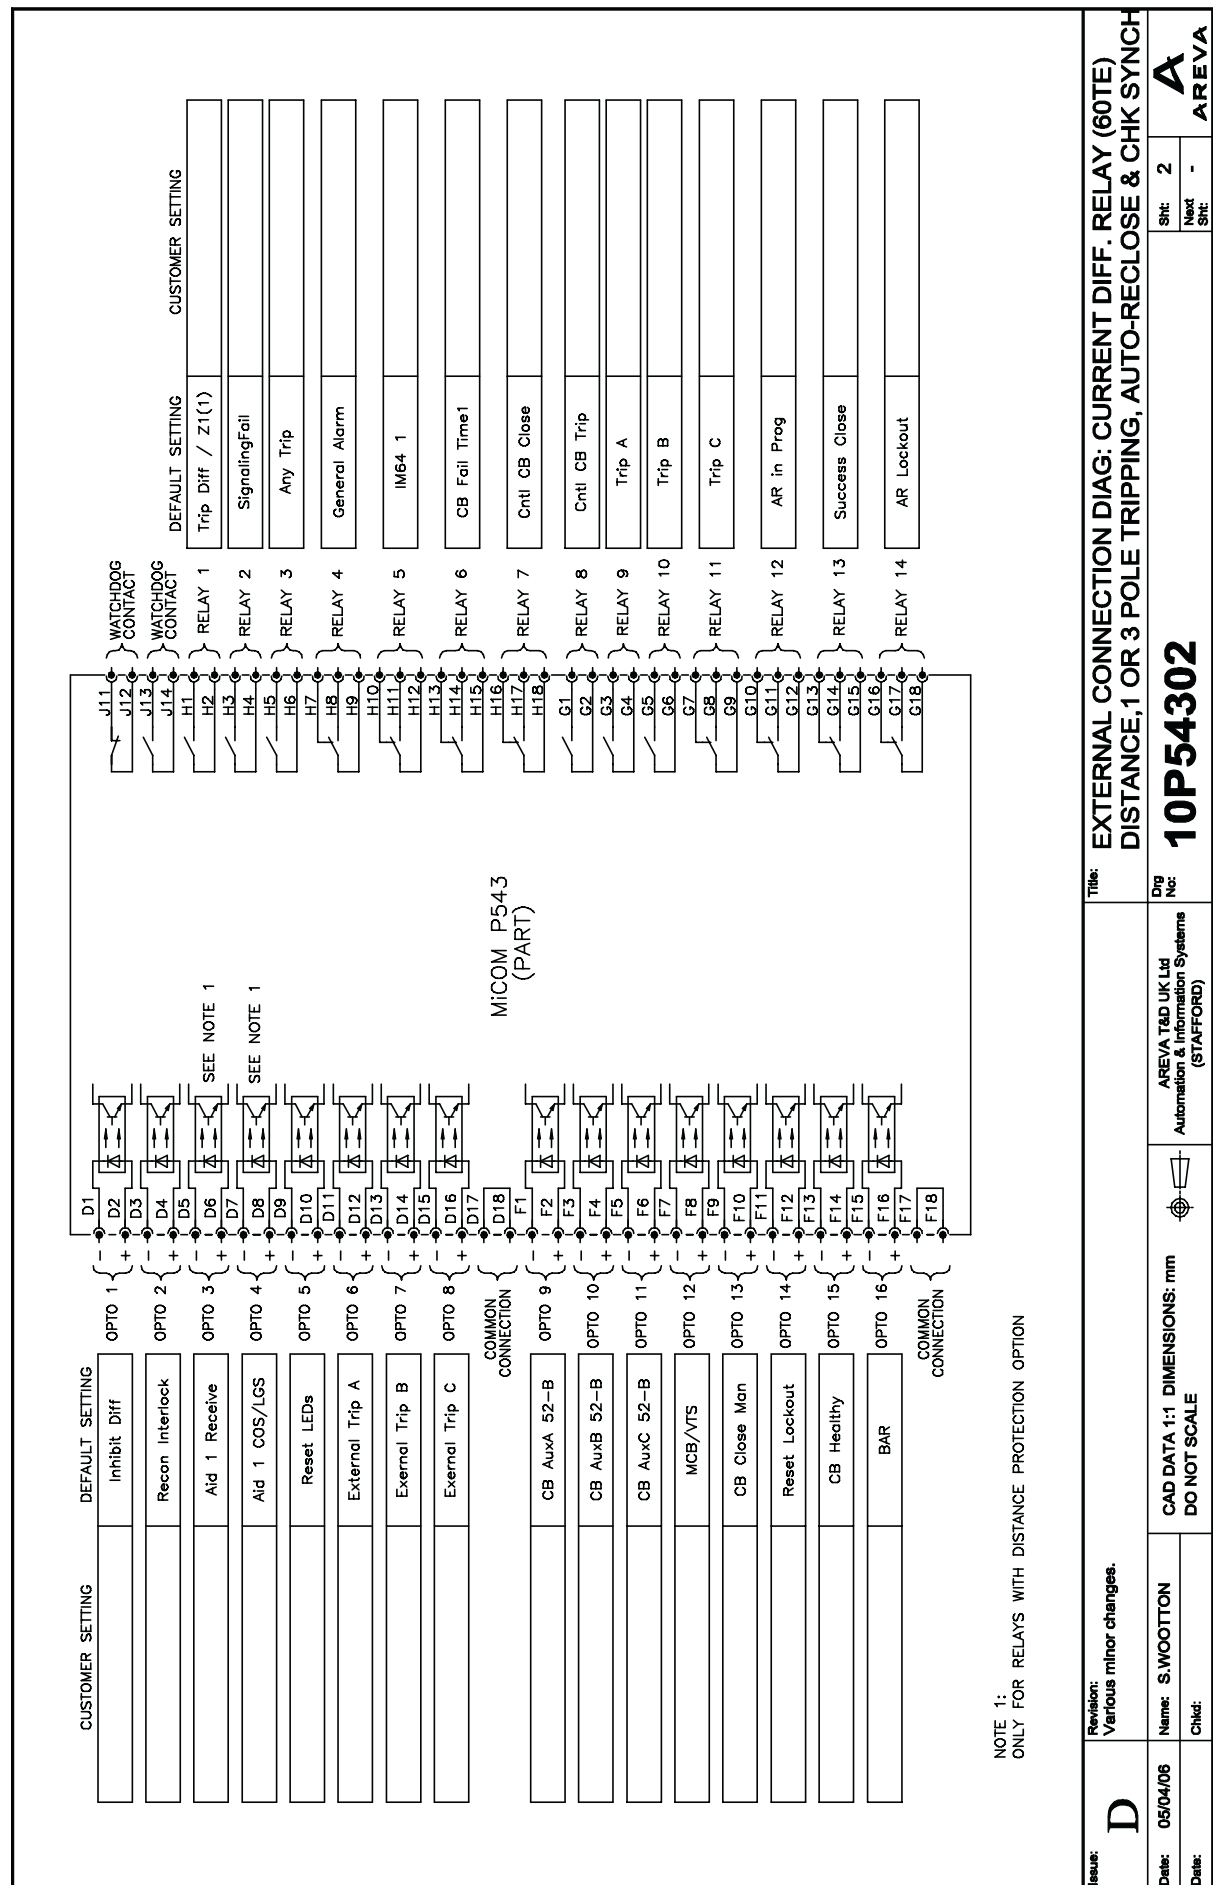 CUSTOMER SETTING
DEFAULT SETTING
Inhibit Diff
OPTO 1
-
+
D1
D2
Recon Interlock
OPTO 2
-
+
D3
D4
Aid 1 Receive
OPTO 3
-
+
D5
D6
SEE NOTE 1
Aid 1 COS/LGS
OPTO 4
-
+
D7
D8
SEE NOTE 1
Reset LEDs
OPTO 5
-
+
D9
D10
External Trip A
OPTO 6
-
+
D11
D12
Exernal Trip B
OPTO 7
-
+
D13
D14
Exernal Trip C
OPTO 8
-
+
D15
D16
COMMON
CONNECTION
D17
D18
CB AuxA 52-B
OPTO 9
-
+
F1
F2
CB AuxB 52-B
OPTO 10
-
+
F3
F4
CB AuxC 52-B
OPTO 11
-
+
F5
F6
MCB/VTS
OPTO 12
-
+
F7
F8
CB Close Man
OPTO 13
-
+
F9
F10
Reset Lockout
OPTO 14
-
+
F11
F12
CB Healthy
OPTO 15
-
+
F13
F14
BAR
OPTO 16
-
+
F15
F16
COMMON
CONNECTION
F17
F18
MiCOM P543
(PART)
DEFAULT SETTING
CUSTOMER SETTING
J11
J12
WATCHDOG
CONTACT
J13
J14
WATCHDOG
CONTACT
H1
H2
RELAY 1
Trip Diff / Z1(1)
H3
H4
RELAY 2
SignalingFail
H5
H6
RELAY 3
Any Trip
H7
H8
H9
RELAY 4
General Alarm
H10
H11
H12
RELAY 5
IM64 1
H13
H14
H15
RELAY 6
CB Fail Time1
H16
H17
H18
RELAY 7
Cntl CB Close
G1
G2
RELAY 8
Cntl CB Trip
G3
G4
RELAY 9
Trip A
G5
G6
RELAY 10
Trip B
G7
G8
G9
RELAY 11
Trip C
G10
G11
G12
RELAY 12
AR in Prog
G13
G14
G15
RELAY 13
Success Close
G16
G17
G18
RELAY 14
AR Lockout
NOTE 1:
ONLY FOR RELAYS WITH DISTANCE PROTECTION OPTION
Issue:
D
Revision:
Various minor changes.
Title:
EXTERNAL CONNECTION DIAG: CURRENT DIFF. RELAY (60TE)
DISTANCE,1 OR 3 POLE TRIPPING, AUTO-RECLOSE & CHK SYNCH
Date: 05/04/06
Name: S.WOOTTON
Date:
Chkd:
CAD DATA 1:1 DIMENSIONS: mm
DO NOT SCALE
AREVA T&D UK Ltd
Automation & Information Systems
(STAFFORD)
Drg
No:
10P54302
Sht: 2
Next
Sht: -
A
AREVA